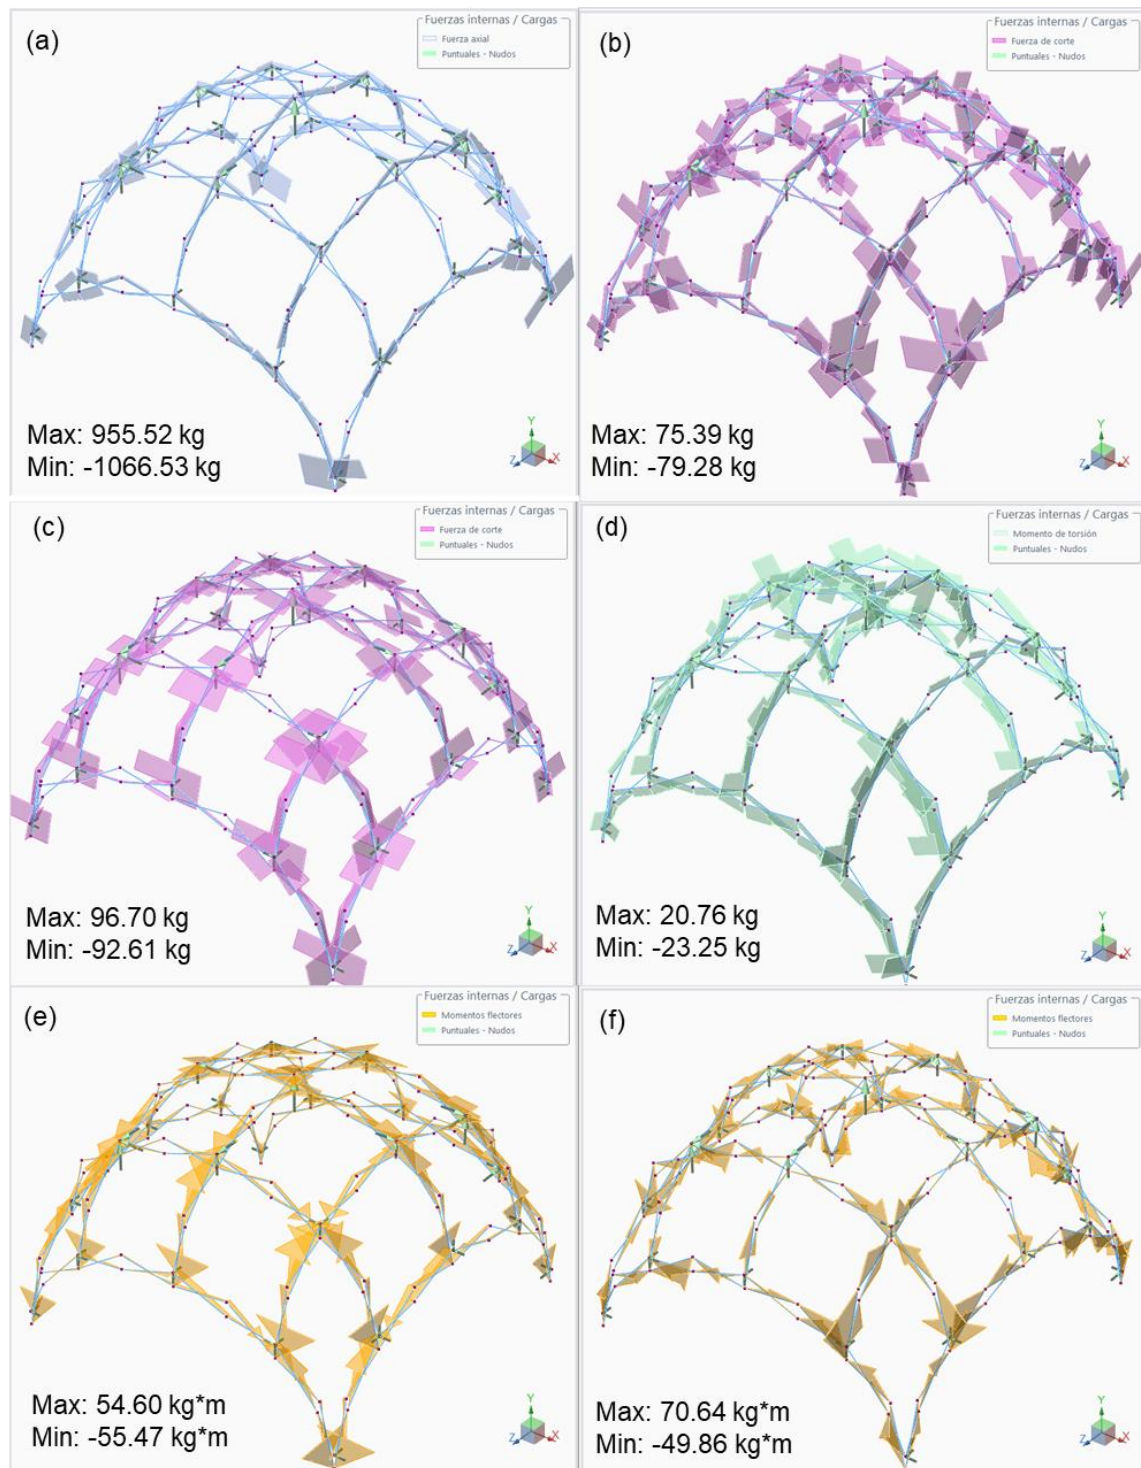 (a)
Fuerzas internas / Cargas
Fuerza axial
Puntuales - Nudos
Max: 955.52 kg
Min: -1066.53 kg
Y
Z
X
(b)
Fuerzas internas / Cargas
Fuerza de corte
Puntuales - Nudos
Max: 75.39 kg
Min: -79.28 kg
Y
Z
X
(c)
Fuerzas internas / Cargas
Fuerza de corte
Puntuales - Nudos
Max: 96.70 kg
Min: -92.61 kg
Y
Z
X
(d)
Fuerzas internas / Cargas
Momento de torsión
Puntuales - Nudos
Max: 20.76 kg
Min: -23.25 kg
Y
Z
X
(e)
Fuerzas internas / Cargas
Momentos flectores
Puntuales - Nudos
Max: 54.60 kg*m
Min: -55.47 kg*m
Y
Z
X
(f)
Fuerzas internas / Cargas
Momentos flectores
Puntuales - Nudos
Max: 70.64 kg*m
Min: -49.86 kg*m
Y
Z
X